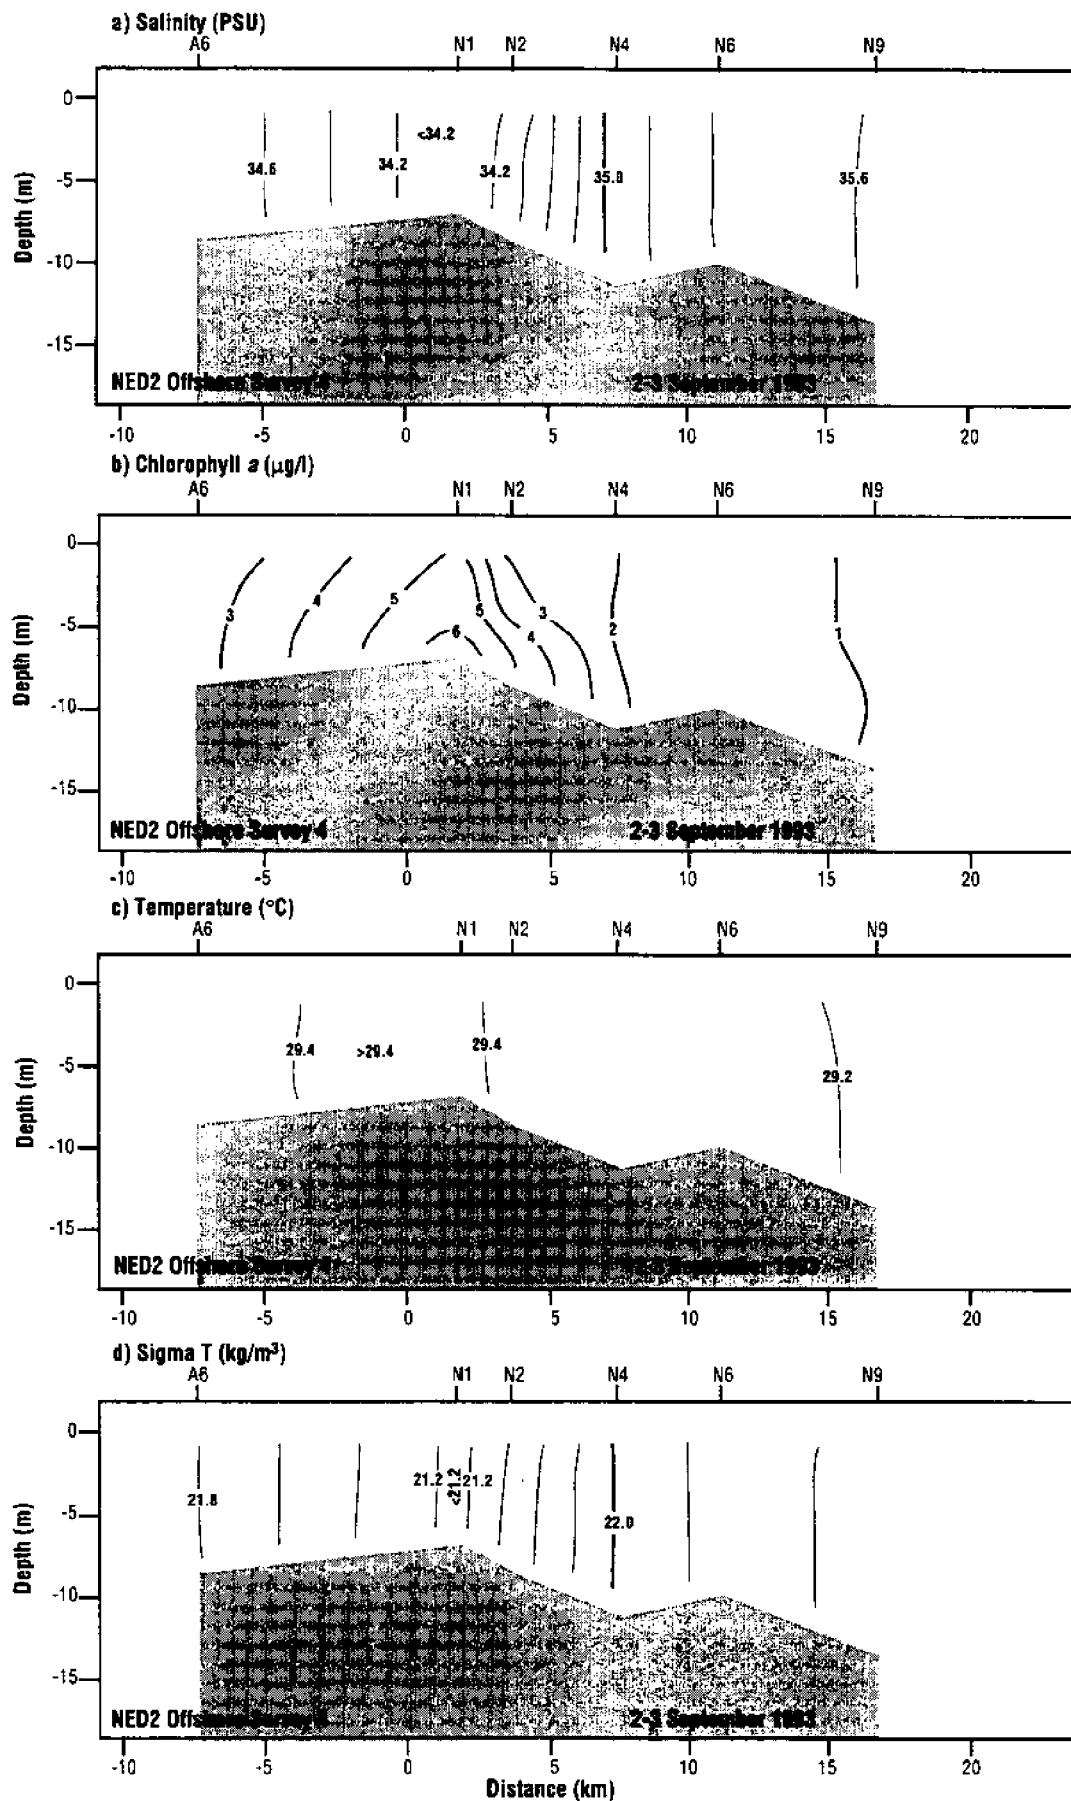 a) Salinity (PSU)
A6 N1 N2 N4 N6 N9
0
<34.2
34.6 34.2 34.2 35.0 35.6
-5
-10
-15
Depth (m)
NED2 Offshore Survey 4 2-3 September 1993
-10 -5 0 5 10 15 20
b) Chlorophyll a (µg/l)
A6 N1 N2 N4 N6 N9
0
3 4 5 5 3
6 4 2 1
-5
-10
-15
Depth (m)
NED2 Offshore Survey 4 2-3 September 1993
-10 -5 0 5 10 15 20
c) Temperature (°C)
A6 N1 N2 N4 N6 N9
0
29.4 >29.4 29.4
29.2
-5
-10
-15
Depth (m)
NED2 Offshore Survey 4 2-3 September 1993
-10 -5 0 5 10 15 20
d) Sigma T (kg/m³)
A6 N1 N2 N4 N6 N9
0
21.2 <21.2 21.2
21.8
22.0
-5
-10
-15
Depth (m)
NED2 Offshore Survey 4 2-3 September 1993
-10 -5 0 5 10 15 20
Distance (km)